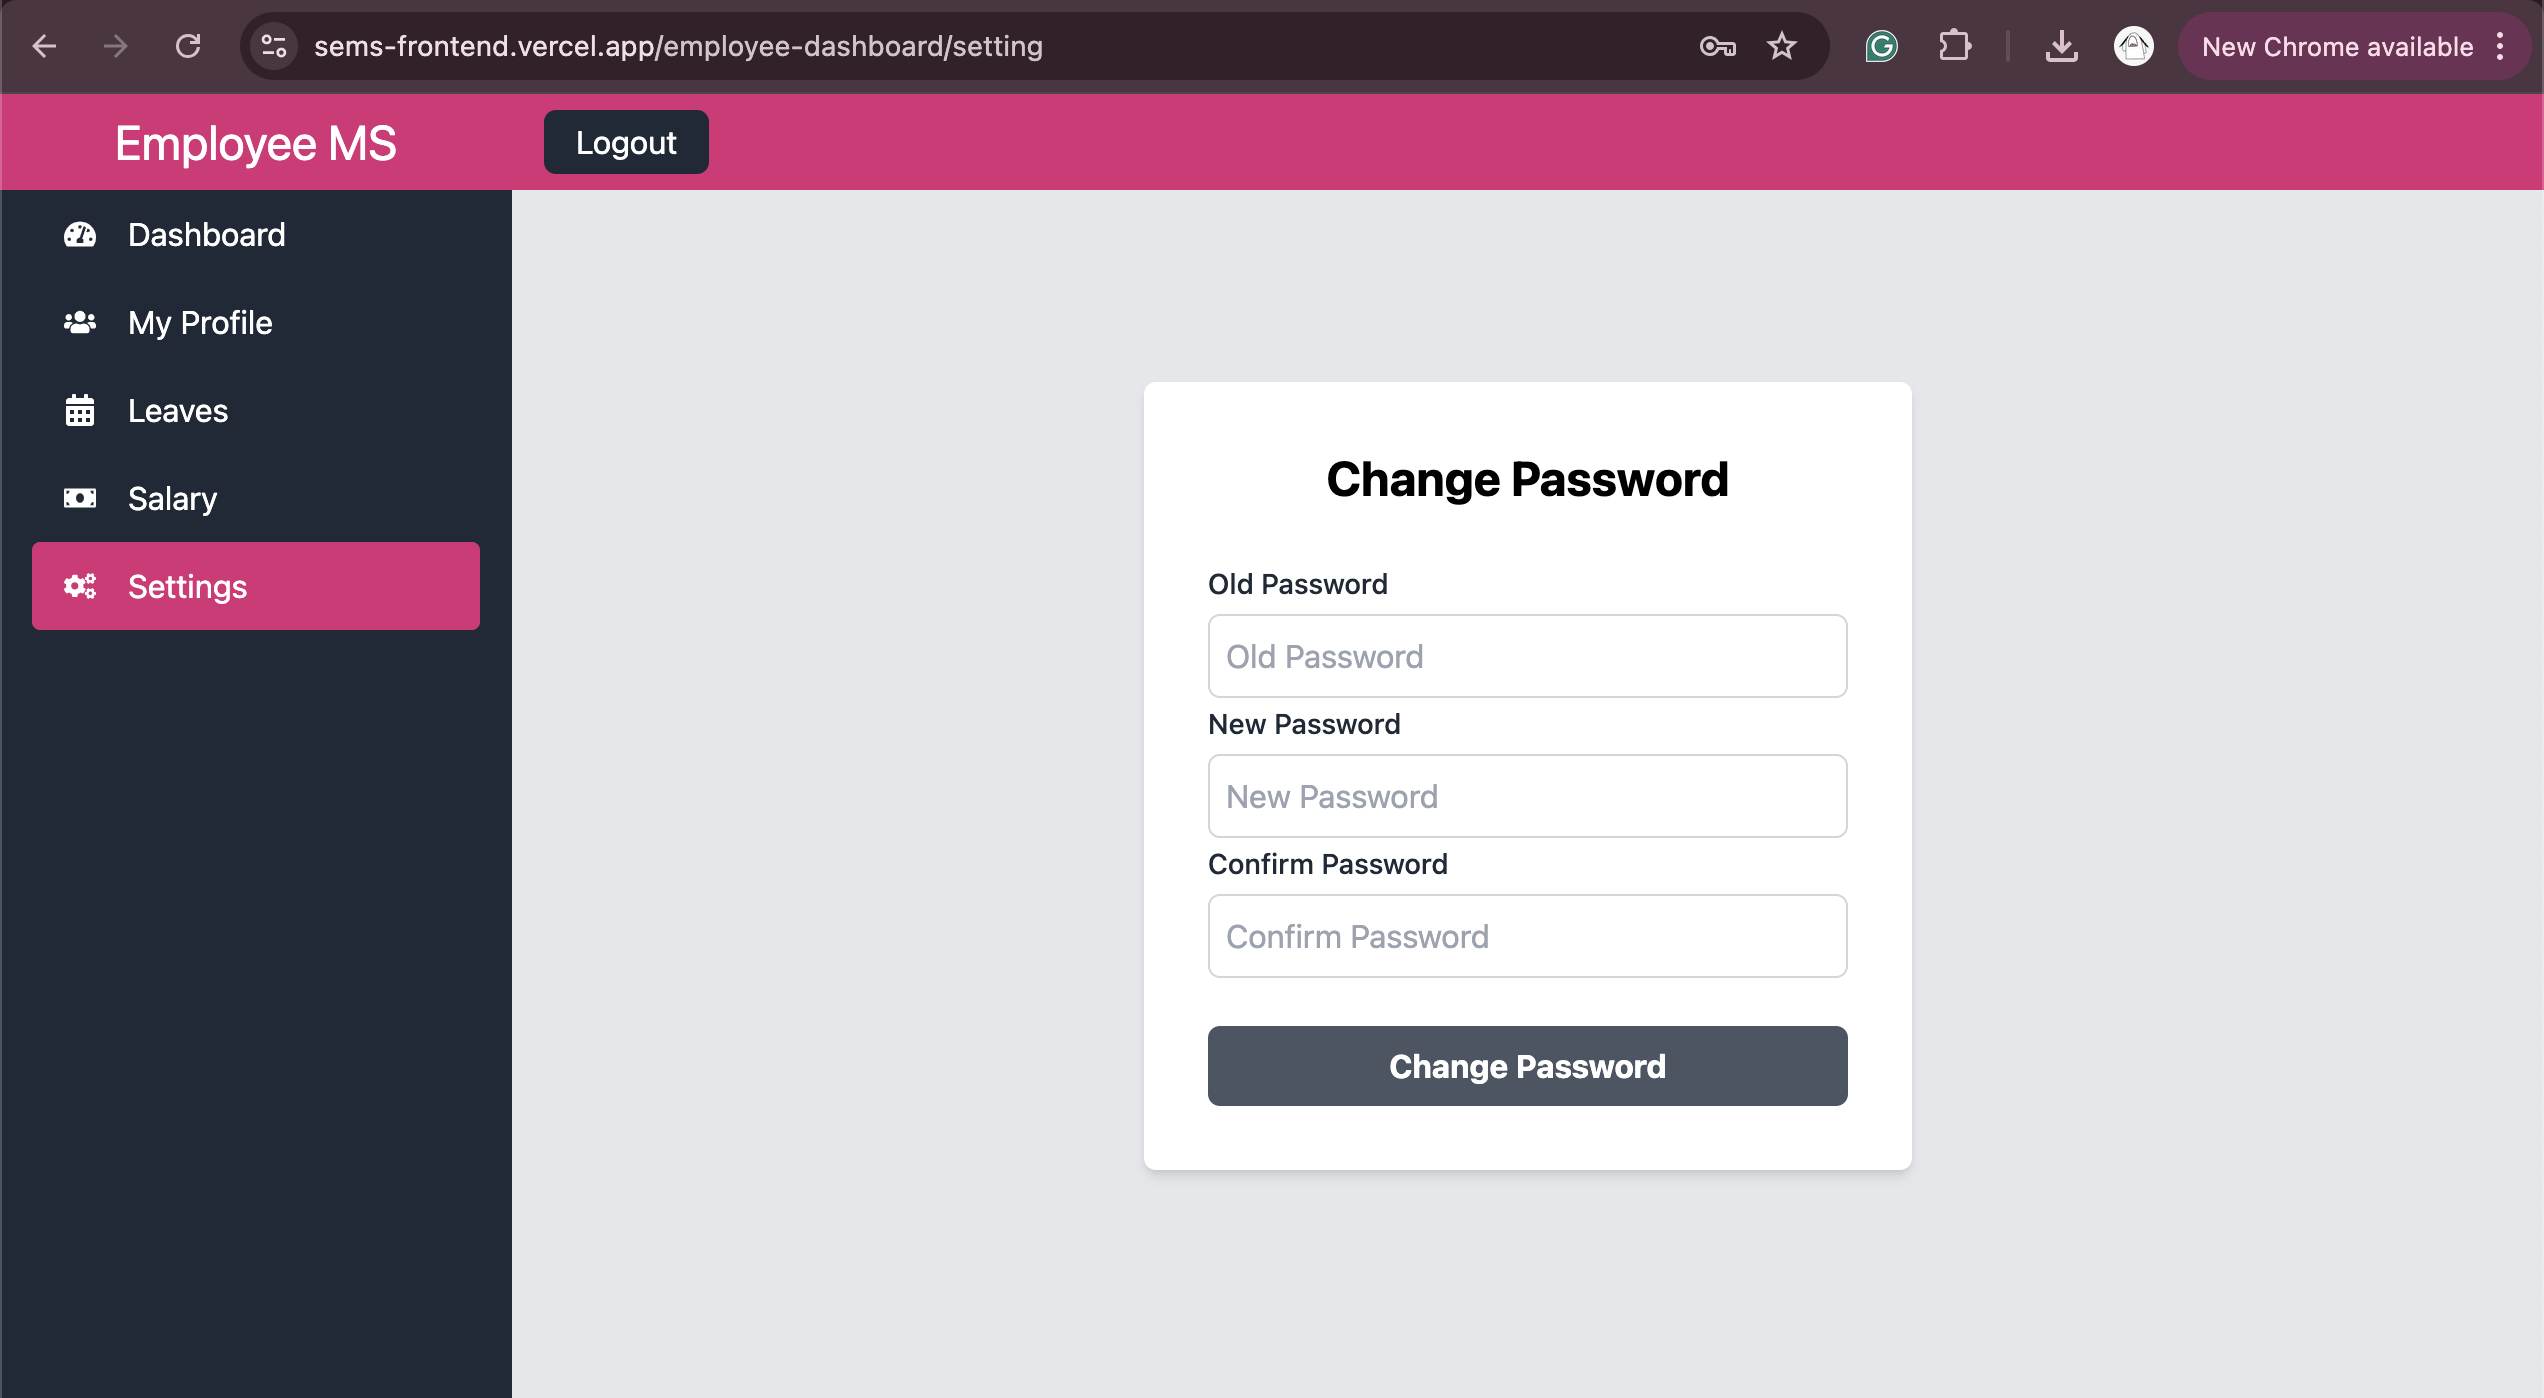 sems-frontend.vercel.app/employee-dashboard/setting
New Chrome available
Employee MS
Logout
Dashboard
My Profile
Leaves
Salary
Settings
Change Password
Old Password
Old Password
New Password
New Password
Confirm Password
Confirm Password
Change Password